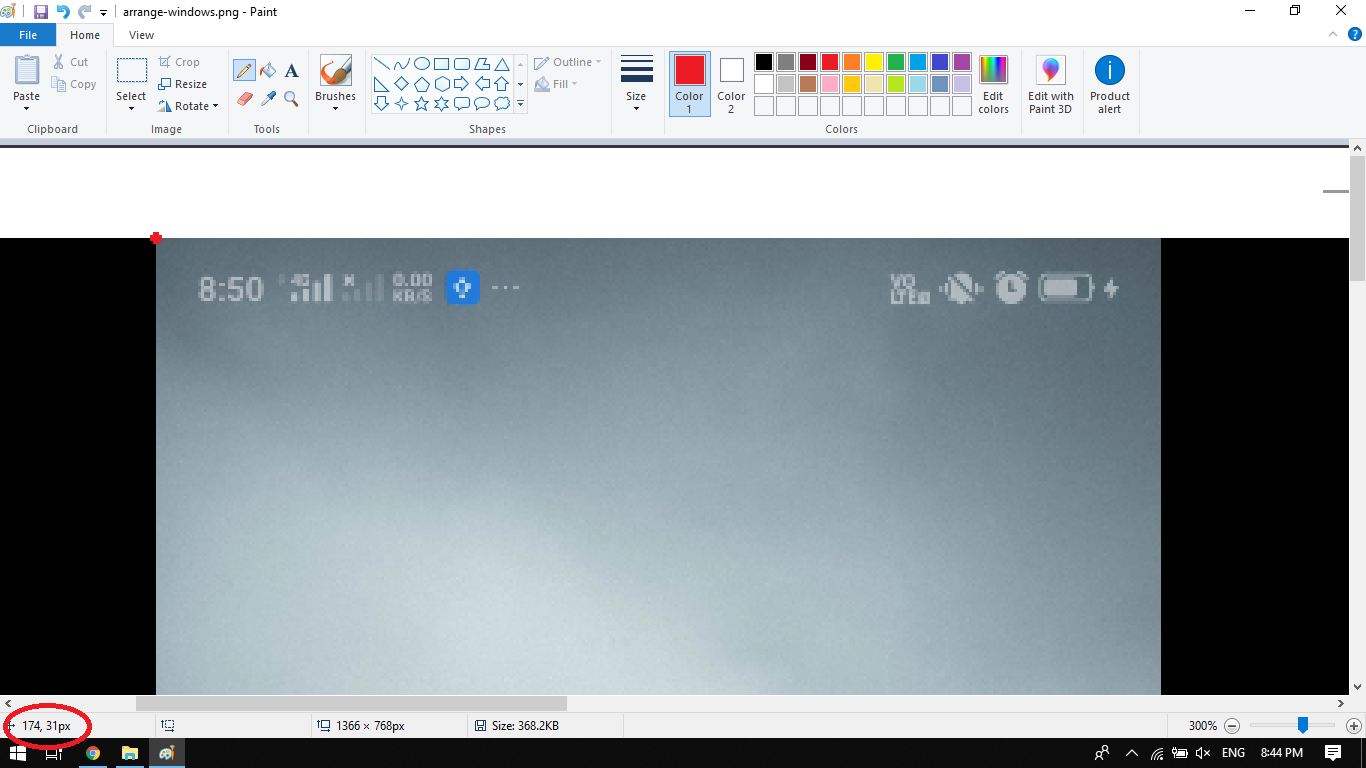 arrange-windows.png - Paint
File Home View
Paste
Cut
Copy
Clipboard
Select
Crop
Resize
Rotate
Image
A
Tools
Brushes
Outline
Fill
Shapes
Size
Color 1
Color 2
Edit colors
Colors
Edit with Paint 3D
Product alert
8:50 4G 0.00 KB/S VO LTE
174, 31px
1366 × 768px
Size: 368.2KB
300%
ENG 8:44 PM